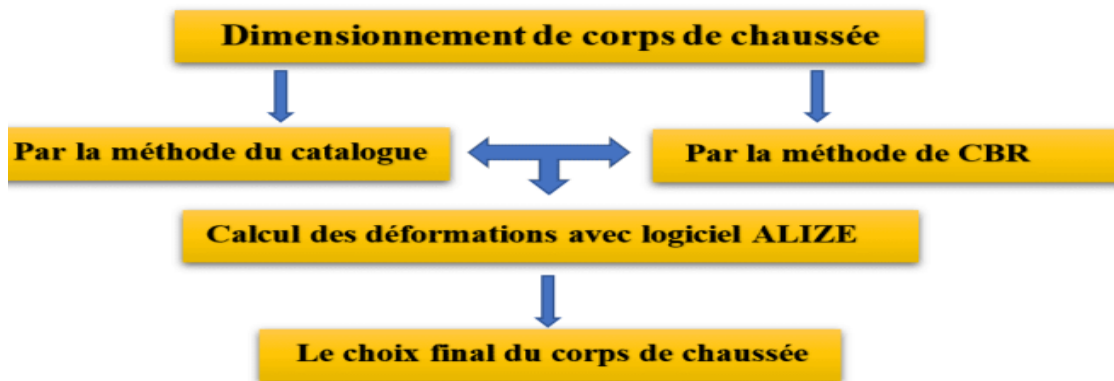 Dimensionnement de corps de chaussée
Par la méthode du catalogue
Par la méthode de CBR
Calcul des déformations avec logiciel ALIZE
Le choix final du corps de chaussée